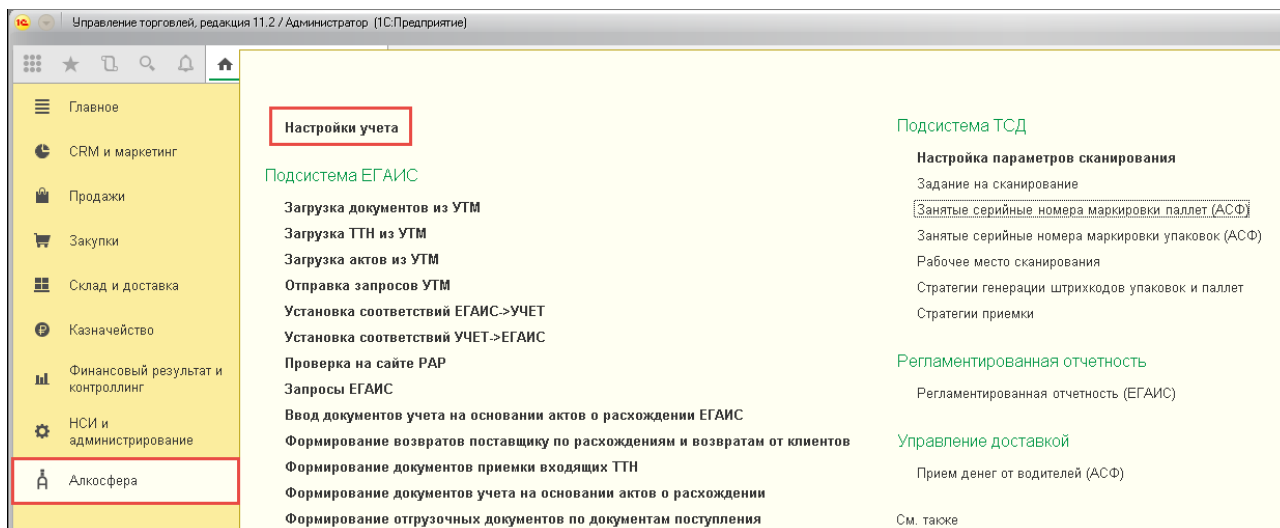 1С Управление торговлей, редакция 11.2 / Администратор (1С:Предприятие)
Главное
CRM и маркетинг
Продажи
Закупки
Склад и доставка
Казначейство
Финансовый результат и
контроллинг
НСИ и
администрирование
Алкосфера
Настройки учета
Подсистема ЕГАИС
Загрузка документов из УТМ
Загрузка ТТН из УТМ
Загрузка актов из УТМ
Отправка запросов УТМ
Установка соответствий ЕГАИС->УЧЕТ
Установка соответствий УЧЕТ->ЕГАИС
Проверка на сайте РАР
Запросы ЕГАИС
Ввод документов учета на основании актов о расхождении ЕГАИС
Формирование возвратов поставщику по расхождениям и возвратам от клиентов
Формирование документов приемки входящих ТТН
Формирование документов учета на основании актов о расхождении
Формирование отгрузочных документов по документам поступления
Подсистема ТСД
Настройка параметров сканирования
Задание на сканирование
Занятые серийные номера маркировки паллет (АСФ)
Занятые серийные номера маркировки упаковок (АСФ)
Рабочее место сканирования
Стратегии генерации штрихкодов упаковок и паллет
Стратегии приемки
Регламентированная отчетность
Регламентированная отчетность (ЕГАИС)
Управление доставкой
Прием денег от водителей (АСФ)
См. также